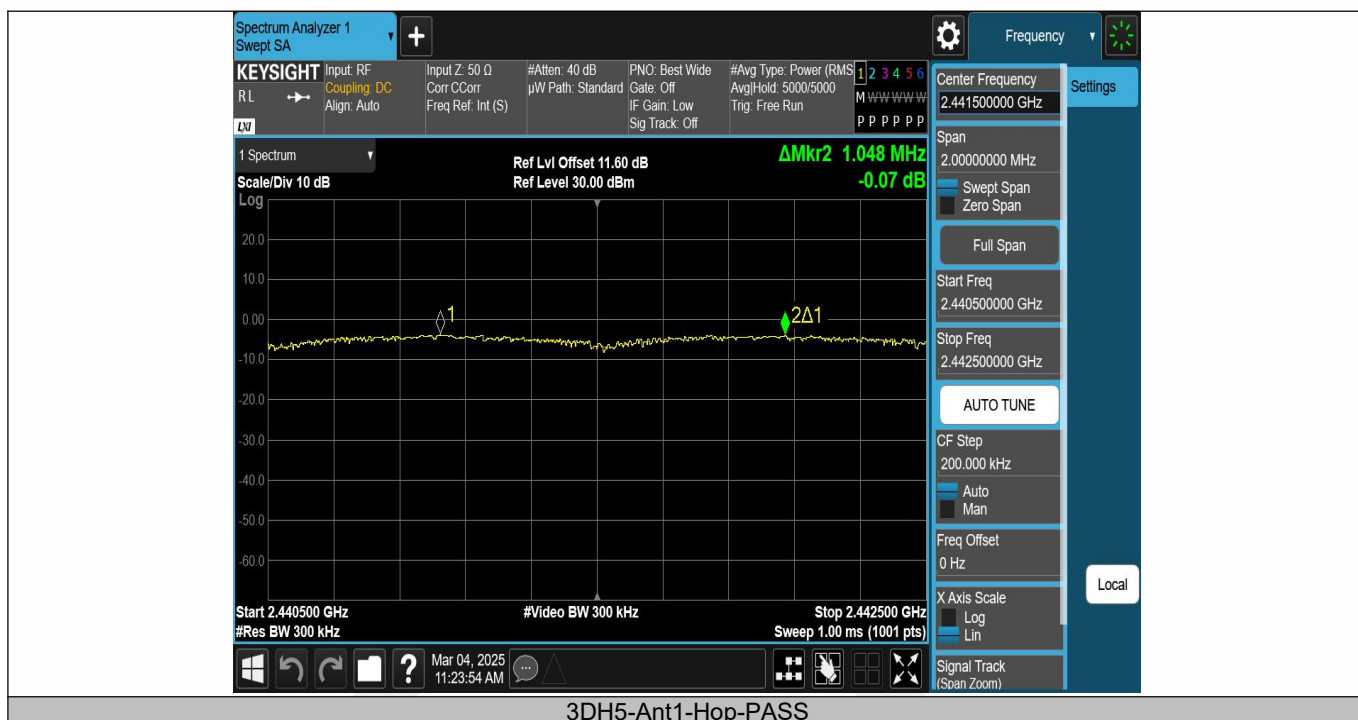 Spectrum Analyzer 1
Swept SA
+
Frequency
KEYSIGHT
RL
LXI
Input: RF
Coupling: DC
Align: Auto
Input Z: 50 Ω
Corr CCorr
Freq Ref: Int (S)
#Atten: 40 dB
µW Path: Standard
PNO: Best Wide
Gate: Off
IF Gain: Low
Sig Track: Off
#Avg Type: Power (RMS
Avg|Hold: 5000/5000
Trig: Free Run
1 2 3 4 5 6
M W W W W W
P P P P P P
1 Spectrum
Scale/Div 10 dB
Log
Ref Lvl Offset 11.60 dB
Ref Level 30.00 dBm
ΔMkr2 1.048 MHz
-0.07 dB
20.0
10.0
0.00
-10.0
-20.0
-30.0
-40.0
-50.0
-60.0
1
2Δ1
Start 2.440500 GHz
#Res BW 300 kHz
#Video BW 300 kHz
Stop 2.442500 GHz
Sweep 1.00 ms (1001 pts)
Center Frequency
2.441500000 GHz
Settings
Span
2.00000000 MHz
Swept Span
Zero Span
Full Span
Start Freq
2.440500000 GHz
Stop Freq
2.442500000 GHz
AUTO TUNE
CF Step
200.000 kHz
Auto
Man
Freq Offset
0 Hz
Local
X Axis Scale
Log
Lin
Signal Track
(Span Zoom)
?
Mar 04, 2025
11:23:54 AM
3DH5-Ant1-Hop-PASS